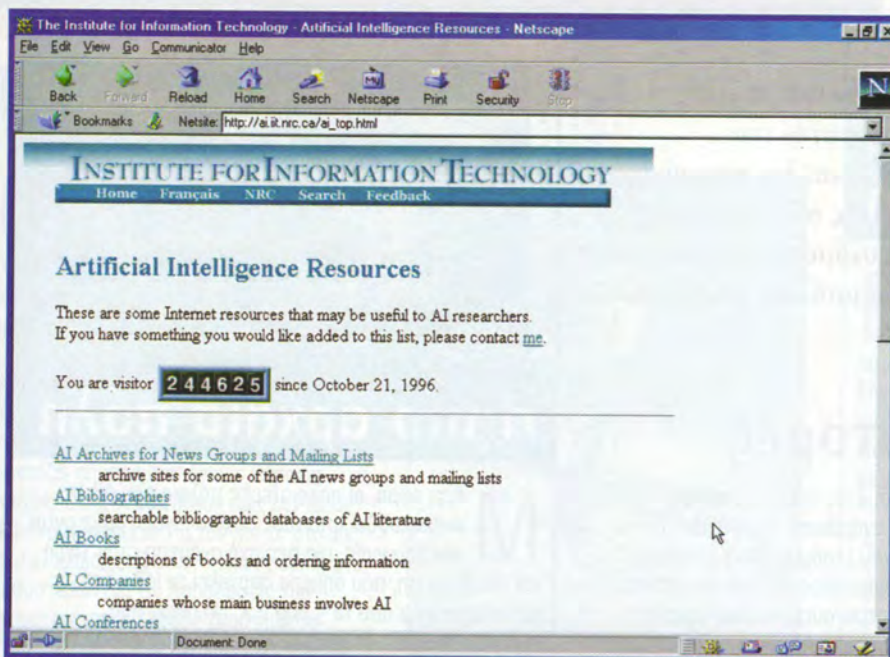 The Institute for Information Technology - Artificial Intelligence Resources - Netscape
File Edit View Go Communicator Help
Back Forward Reload Home Search Netscape Print Security Stop
Bookmarks Netsite: http://ai.iit.nrc.ca/ai_top.html
N
INSTITUTE FOR INFORMATION TECHNOLOGY
Home Français NRC Search Feedback
Artificial Intelligence Resources
These are some Internet resources that may be useful to AI researchers.
If you have something you would like added to this list, please contact me.
You are visitor 244625 since October 21, 1996.
AI Archives for News Groups and Mailing Lists
archive sites for some of the AI news groups and mailing lists
AI Bibliographies
searchable bibliographic databases of AI literature
AI Books
descriptions of books and ordering information
AI Companies
companies whose main business involves AI
AI Conferences
Document: Done